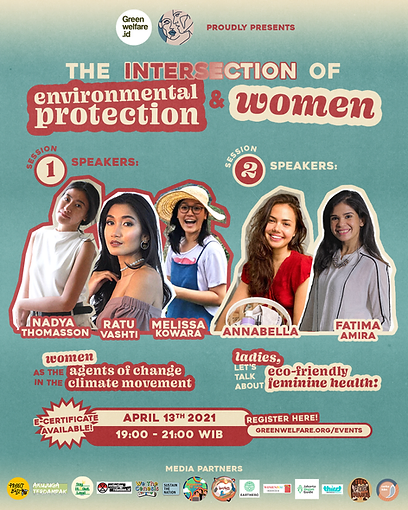 Green
welfare
.id
PROUDLY PRESENTS
THE INTERSECTION OF
environmental
protection & women
SESSION
1 SPEAKERS:
NADYA
THOMASSON
RATU
VASHTI
MELISSA
KOWARA
women
AS THE agents of change
IN THE climate movement
SESSION
2 SPEAKERS:
ANNABELLA
FATIMA
AMIRA
ladies,
LET'S
TALK
ABOUT
eco-friendly
feminine health!
E-CERTIFICATE
AVAILABLE!
APRIL 13TH 2021
19:00 - 21:00 WIB
REGISTER HERE!
GREENWELFARE.ORG/EVENTS
MEDIA PARTNERS
SUSTAIN
THE
NATION